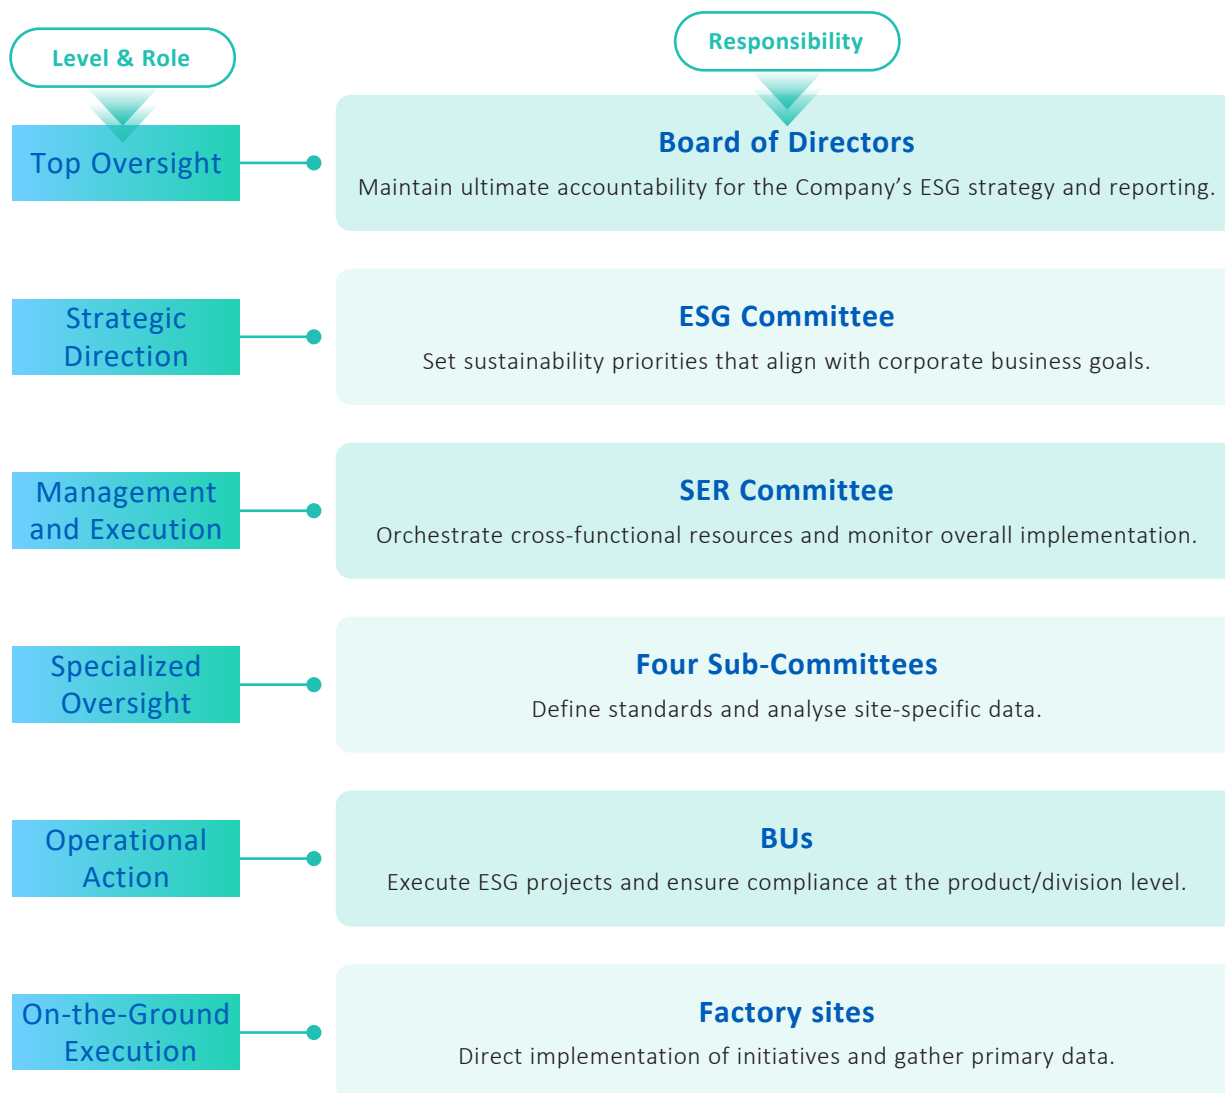 Level & Role
Responsibility
Top Oversight
Board of Directors
Maintain ultimate accountability for the Company’s ESG strategy and reporting.
Strategic
Direction
ESG Committee
Set sustainability priorities that align with corporate business goals.
Management
and Execution
SER Committee
Orchestrate cross-functional resources and monitor overall implementation.
Specialized
Oversight
Four Sub-Committees
Define standards and analyse site-specific data.
Operational
Action
BUs
Execute ESG projects and ensure compliance at the product/division level.
On-the-Ground
Execution
Factory sites
Direct implementation of initiatives and gather primary data.